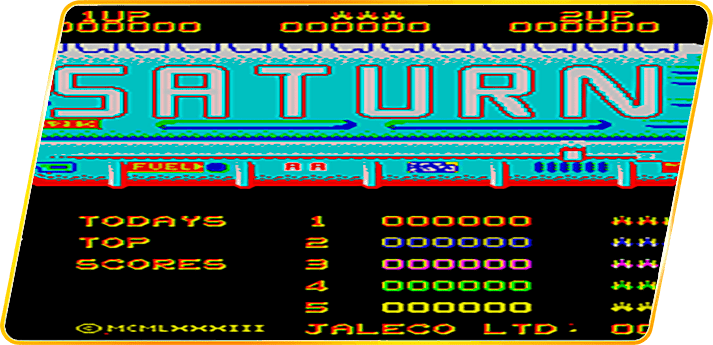 1UP 2UP
000000 000000 000000
SATURN
FUEL
TODAYS 1 000000
TOP 2 000000
SCORES 3 000000
4 000000
5 000000
©MCMLXXXIII JALECO LTD. 00